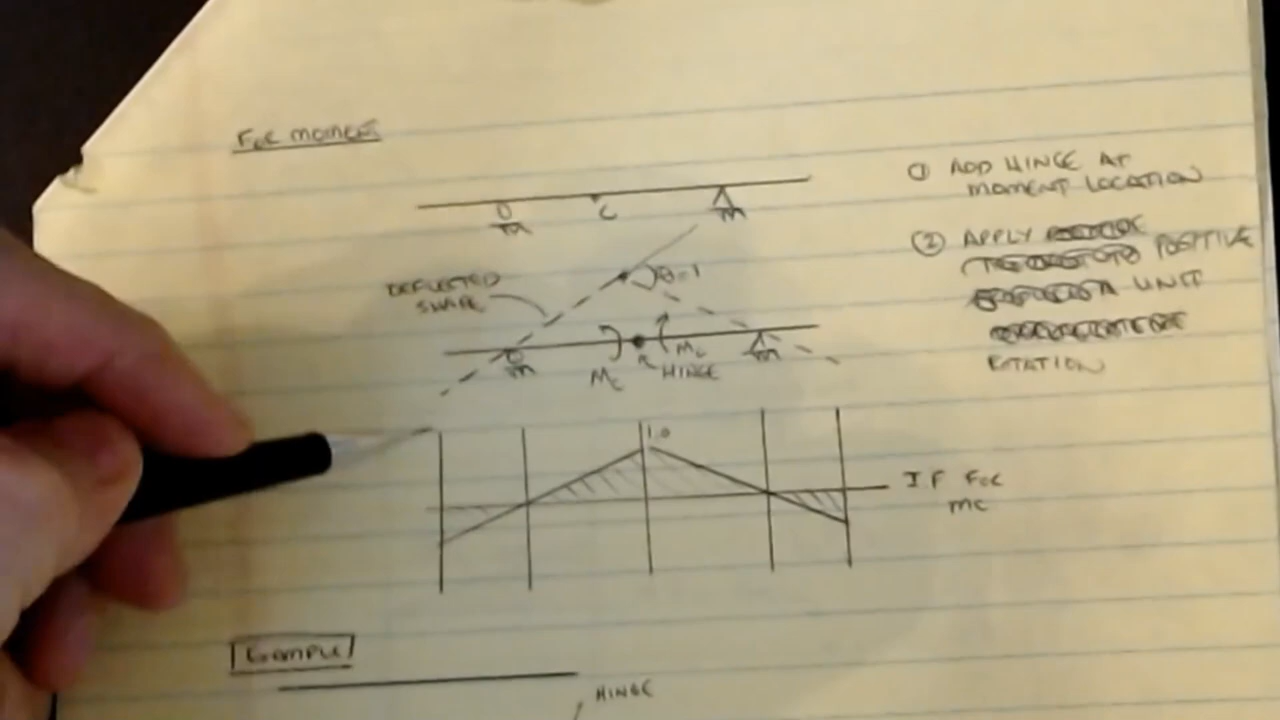 FOR MOMENT
① ADD HINGE AT
MOMENT LOCATION
C
② APPLY
POSITIVE
A UNIT
ROTATION
DEFLECTED
SHAPE
θ=1
Mc
Mc
HINGE
1.0
I.F FOR
MC
EXAMPLE
HINGE